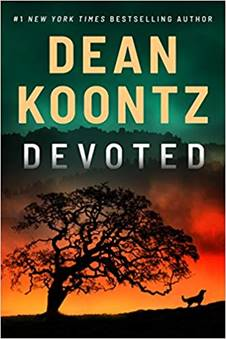 #1 NEW YORK TIMES BESTSELLING AUTHOR
DEAN
KOONTZ
DEVOTED